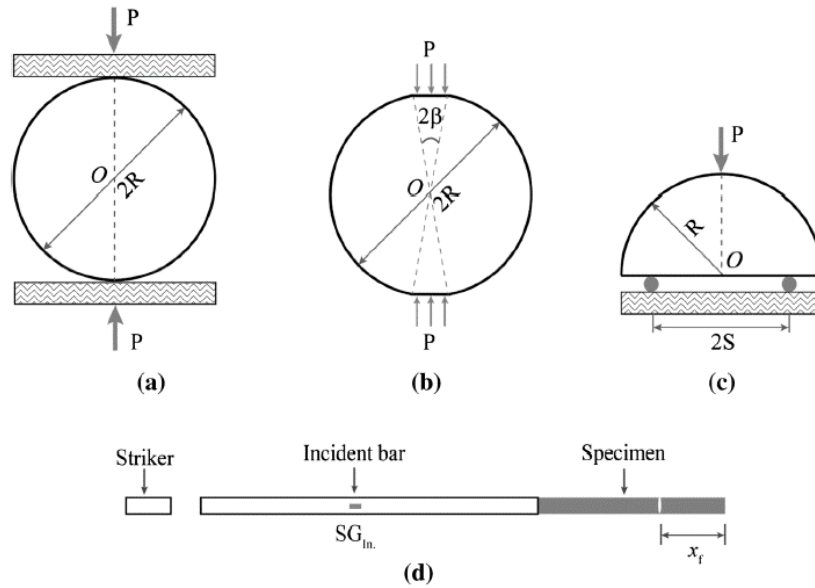 P
O
2R
P
(a)
P
2β
O
2R
P
(b)
P
R
O
2S
(c)
Striker
Incident bar
Specimen
SG_In.
x_f
(d)